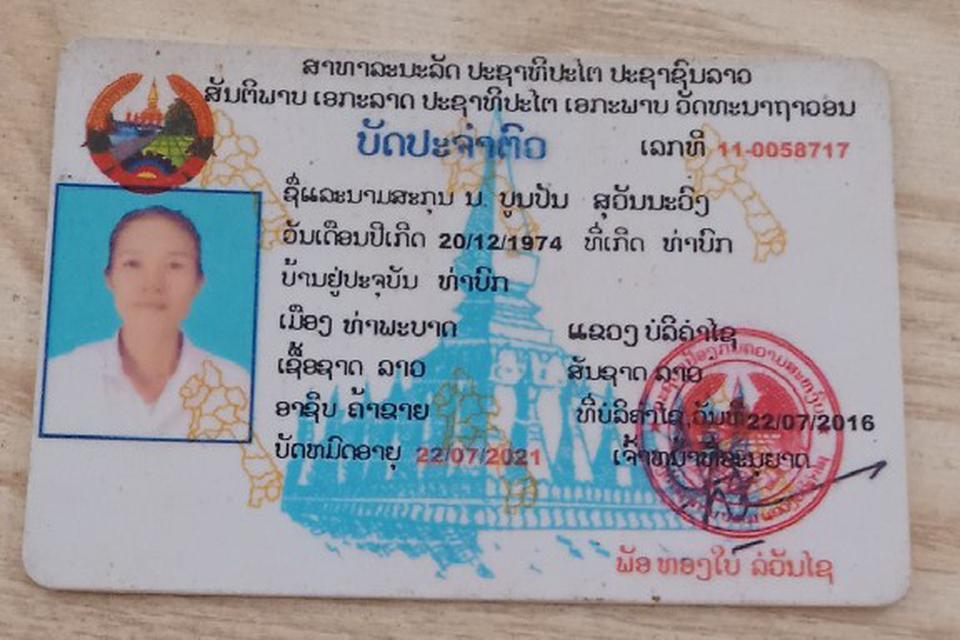 ສາທາລະນະລັດ ປະຊາທິປະໄຕ ປະຊາຊົນລາວ
ສັນຕິພາບ ເອກະລາດ ປະຊາທິປະໄຕ ເອກະພາບ ວັດທະນາຖາວອນ
ບັດປະຈຳຕົວ ເລກທີ 11-0058717
ຊື່ແລະນາມສະກຸນ ນ. ບູນປັນ ສຸວັນນະວົງ
ວັນເດືອນປີເກີດ 20/12/1974 ທີ່ເກີດ ທ່າບົກ
ບ້ານຢູ່ປະຈຸບັນ ທ່າບົກ
ເມືອງ ທ່າພະບາດ ແຂວງ ບໍລິຄຳໄຊ
ເຊື້ອຊາດ ລາວ ສັນຊາດ ລາວ
ອາຊິບ ຄ້າຂາຍ ທີ່ບໍລິຄຳໄຊ,ວັນທີ 22/07/2016
ບັດຫມົດອາຍຸ 22/07/2021 ເຈົ້າຫນ້າທີ່ອະນຸຍາດ
ພັອ ທອງໃບ ລໍວັນໄຊ